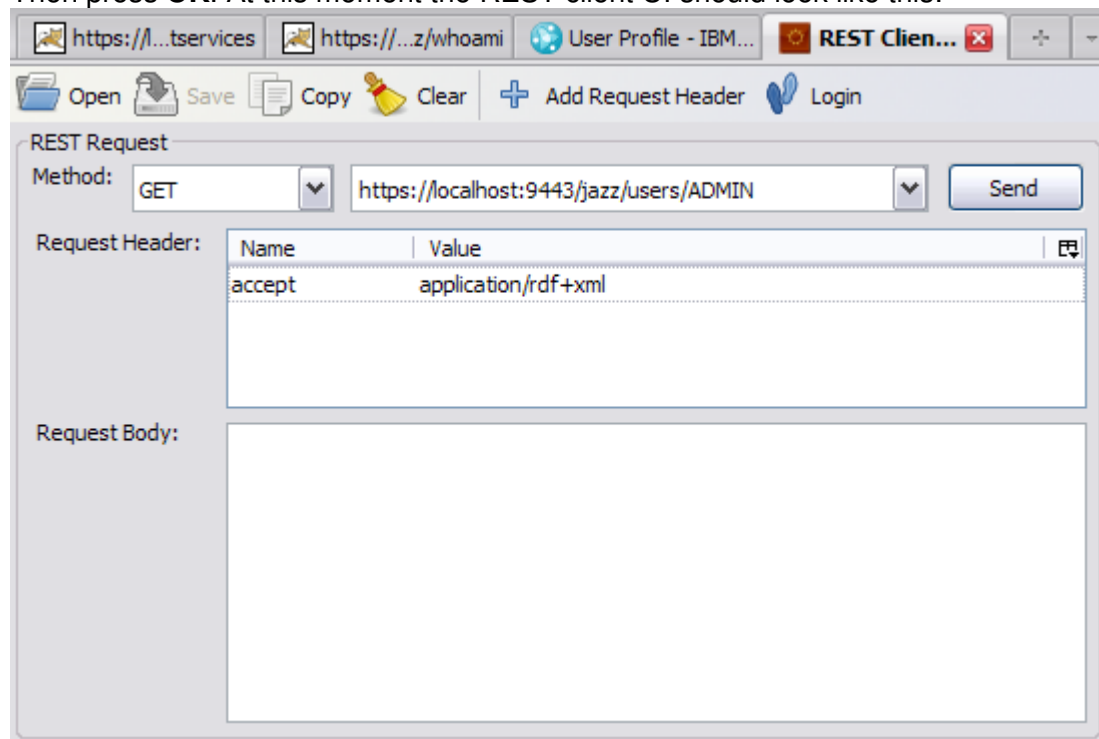 Then press OK. At this moment the REST client UI should look like this:
https://l...tservices https://...z/whoami User Profile - IBM... REST Clien...
Open Save Copy Clear Add Request Header Login
REST Request
Method: GET https://localhost:9443/jazz/users/ADMIN Send
Request Header: Name Value
accept application/rdf+xml
Request Body: